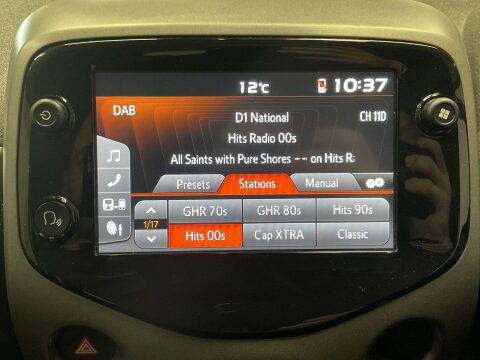 12°C 10:37
DAB
D1 National CH 11D
Hits Radio 00s
All Saints with Pure Shores -- on Hits Ra
Presets Stations Manual
GHR 70s GHR 80s Hits 90s
1/17
Hits 00s Cap XTRA Classic